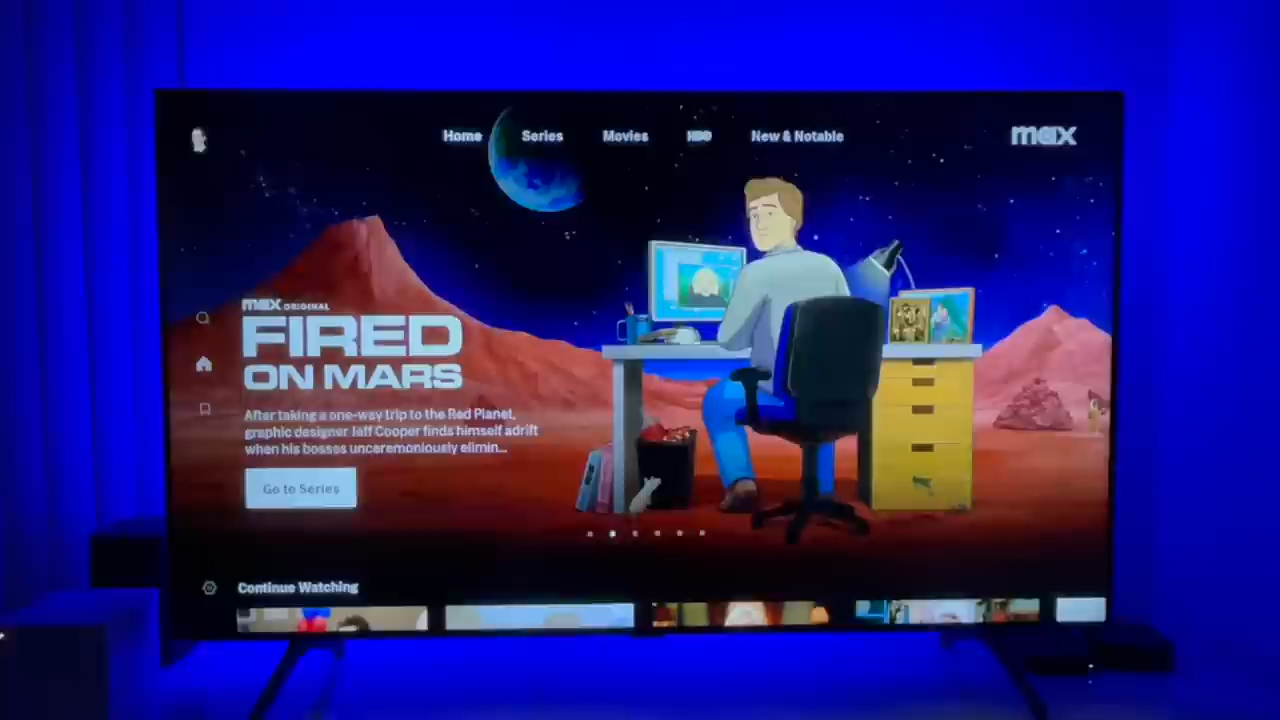 Home Series Movies HBO New & Notable max
max ORIGINAL
FIRED
ON MARS
After taking a one-way trip to the Red Planet,
graphic designer Jeff Cooper finds himself adrift
when his bosses unceremoniously elimin...
Go to Series
Continue Watching